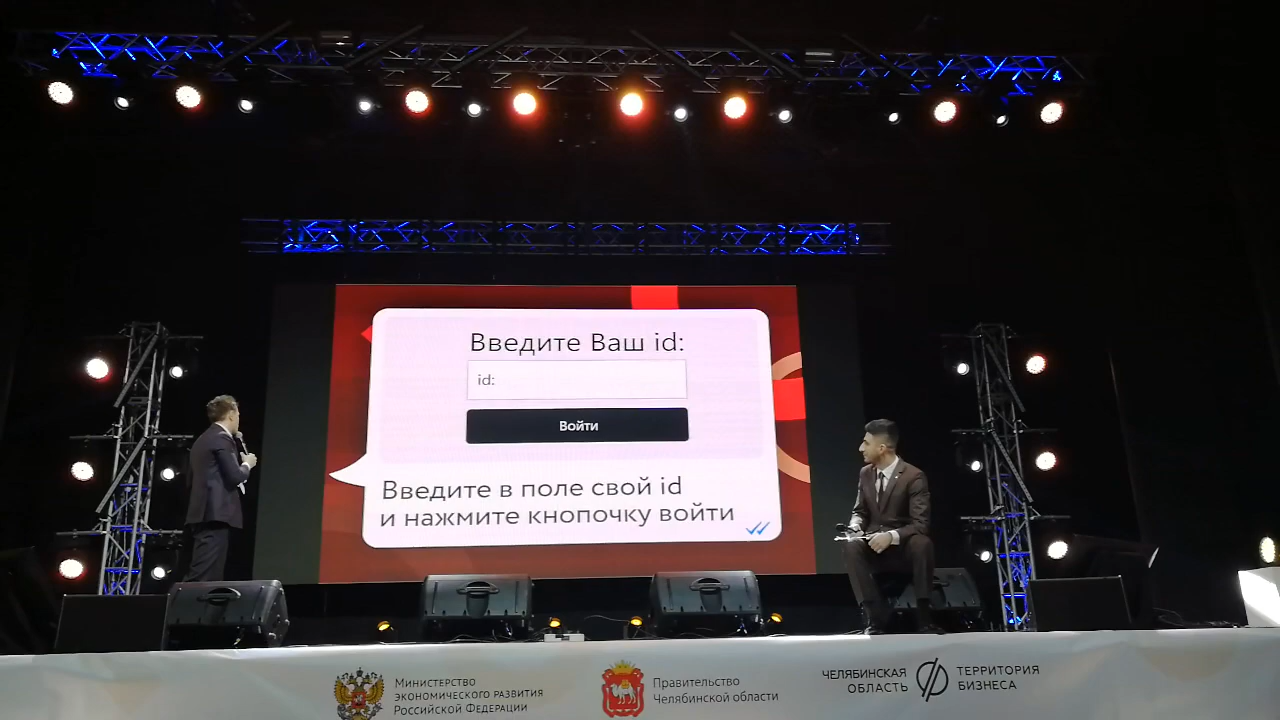 Введите Ваш id:
id:
Войти
Введите в поле свой id
и нажмите кнопочку войти
Министерство
экономического развития
Российской Федерации
Правительство
Челябинской области
ЧЕЛЯБИНСКАЯ
ОБЛАСТЬ
ТЕРРИТОРИЯ
БИЗНЕСА